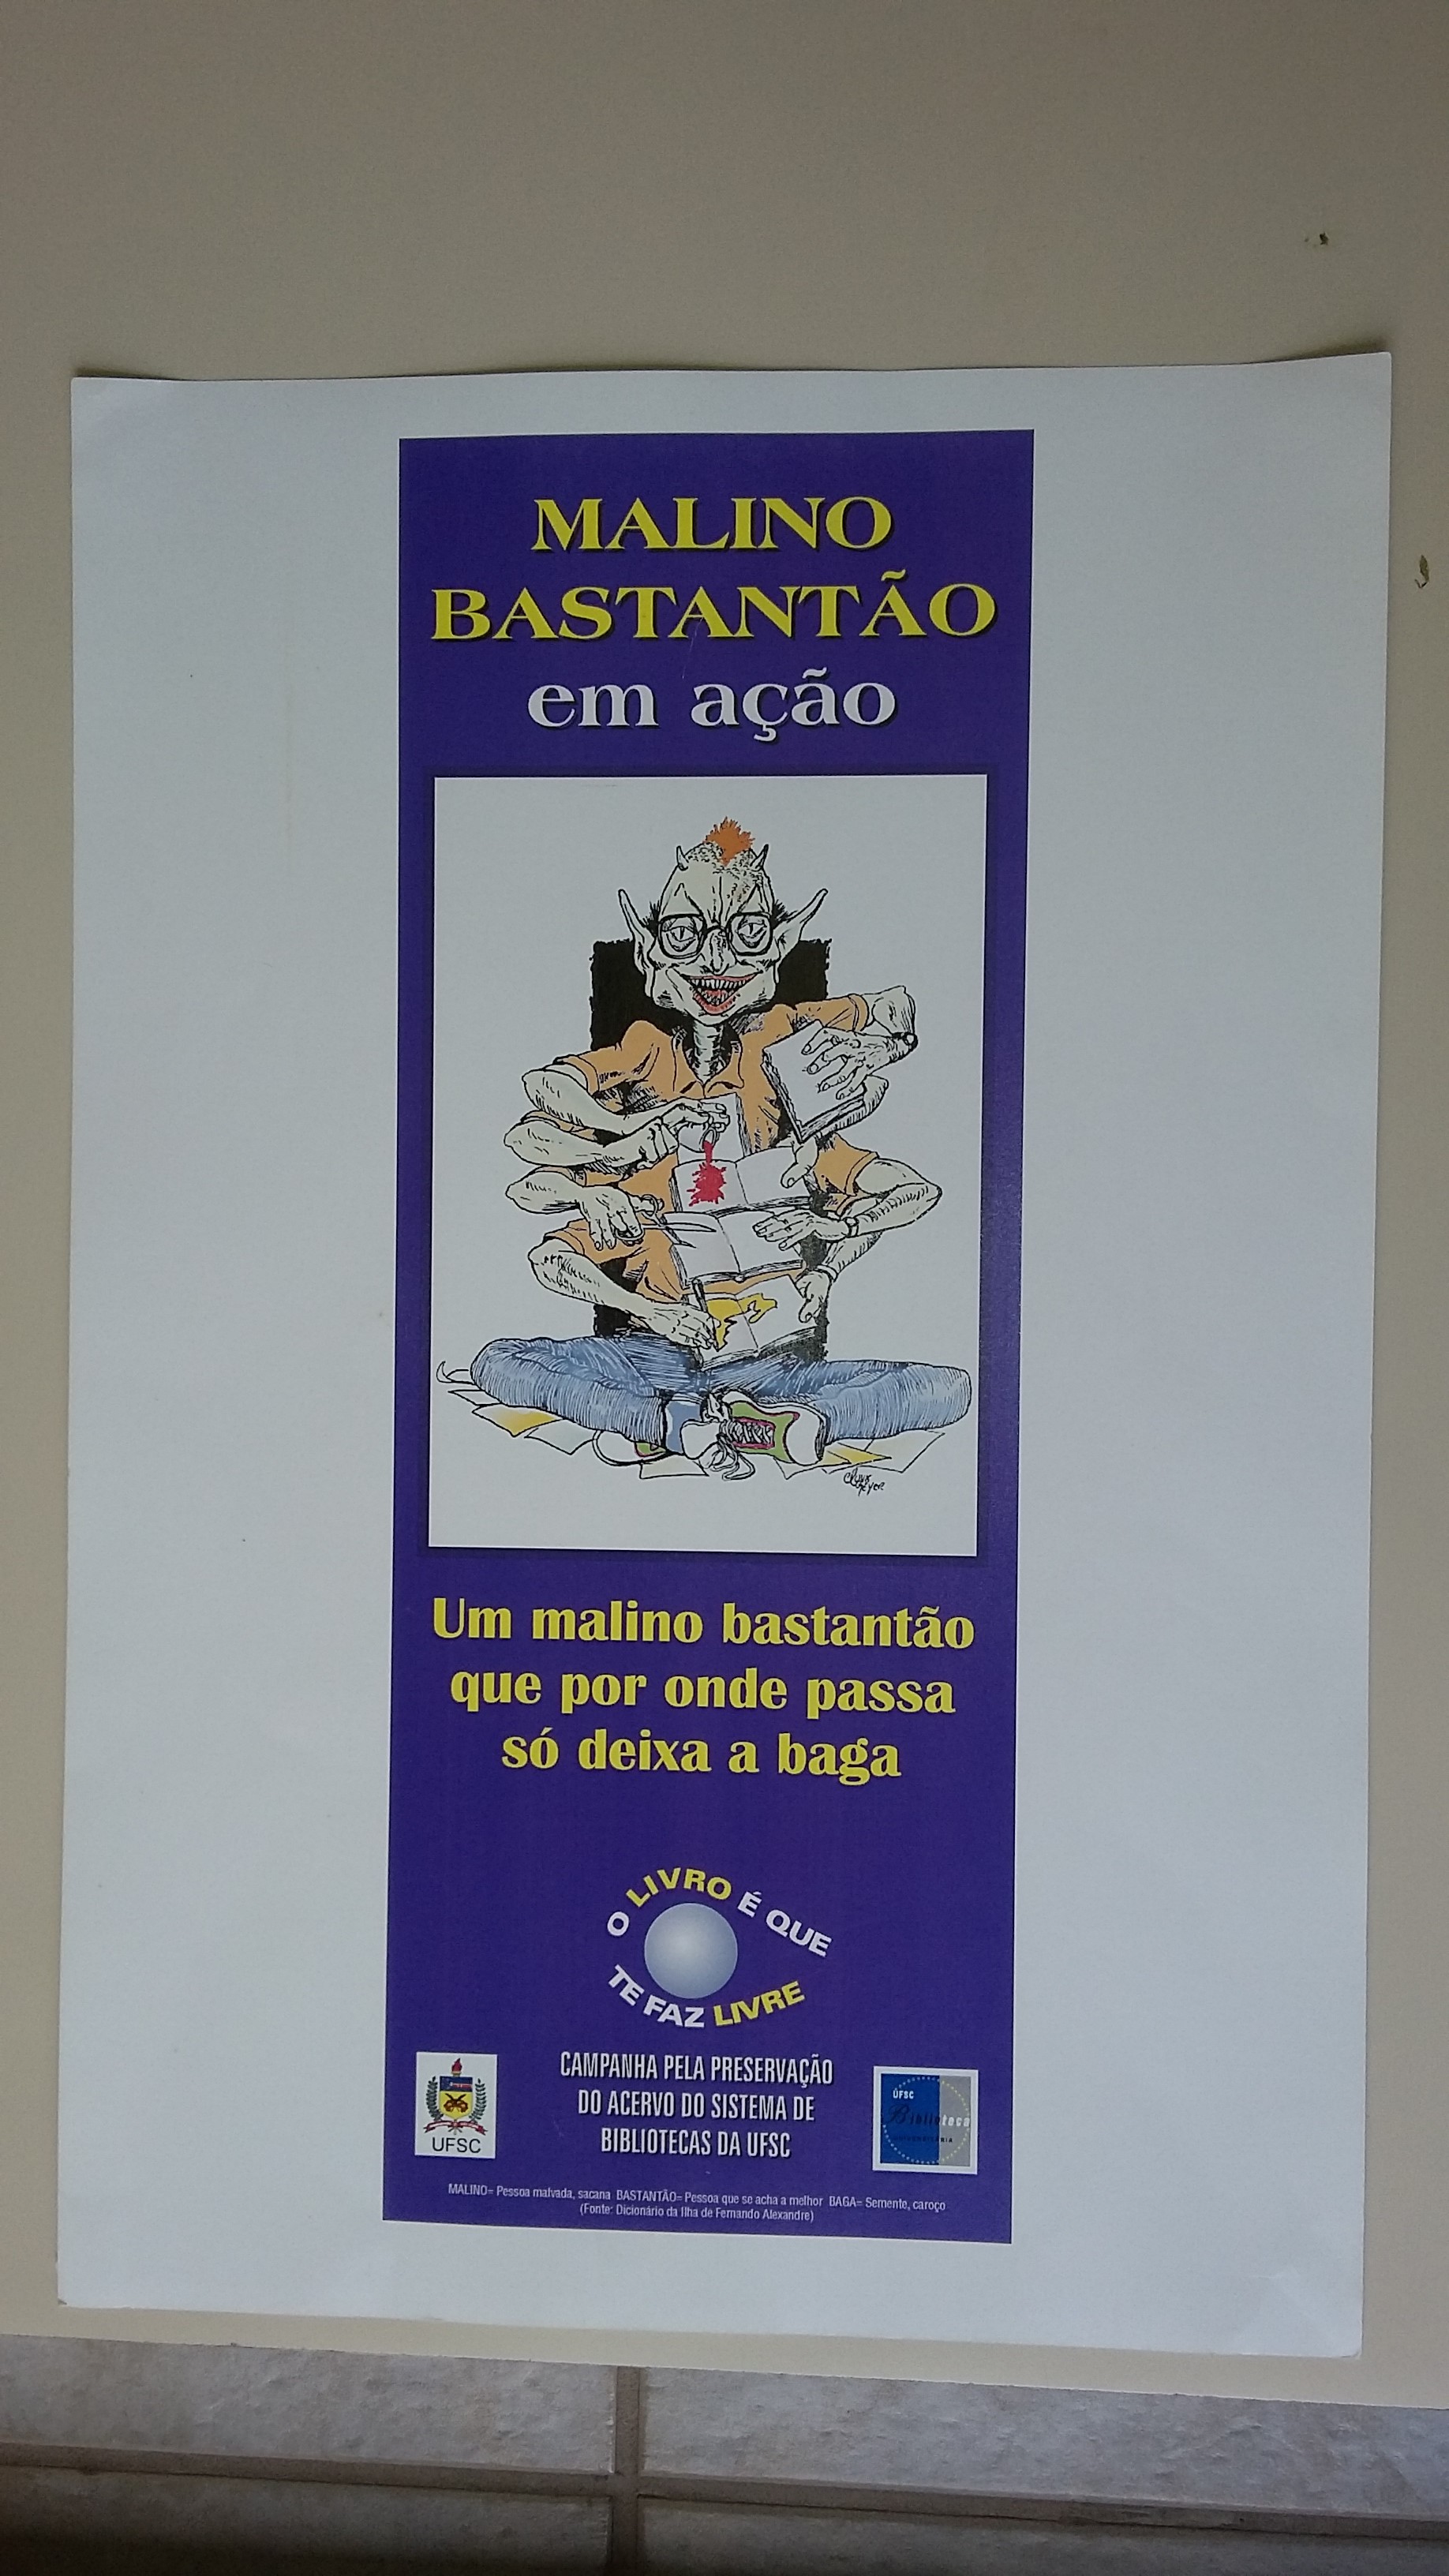 MALINO
BASTANTÃO
em ação
Um malino bastantão
que por onde passa
só deixa a baga
O LIVRO É QUE
TE FAZ LIVRE
CAMPANHA PELA PRESERVAÇÃO
DO ACERVO DO SISTEMA DE
BIBLIOTECAS DA UFSC
UFSC
UFSC
Biblioteca
MALINO= Pessoa malvada, sacana BASTANTÃO= Pessoa que se acha a melhor BAGA= Semente, caroço
(Fonte: Dicionário da Ilha de Fernando Alexandre)